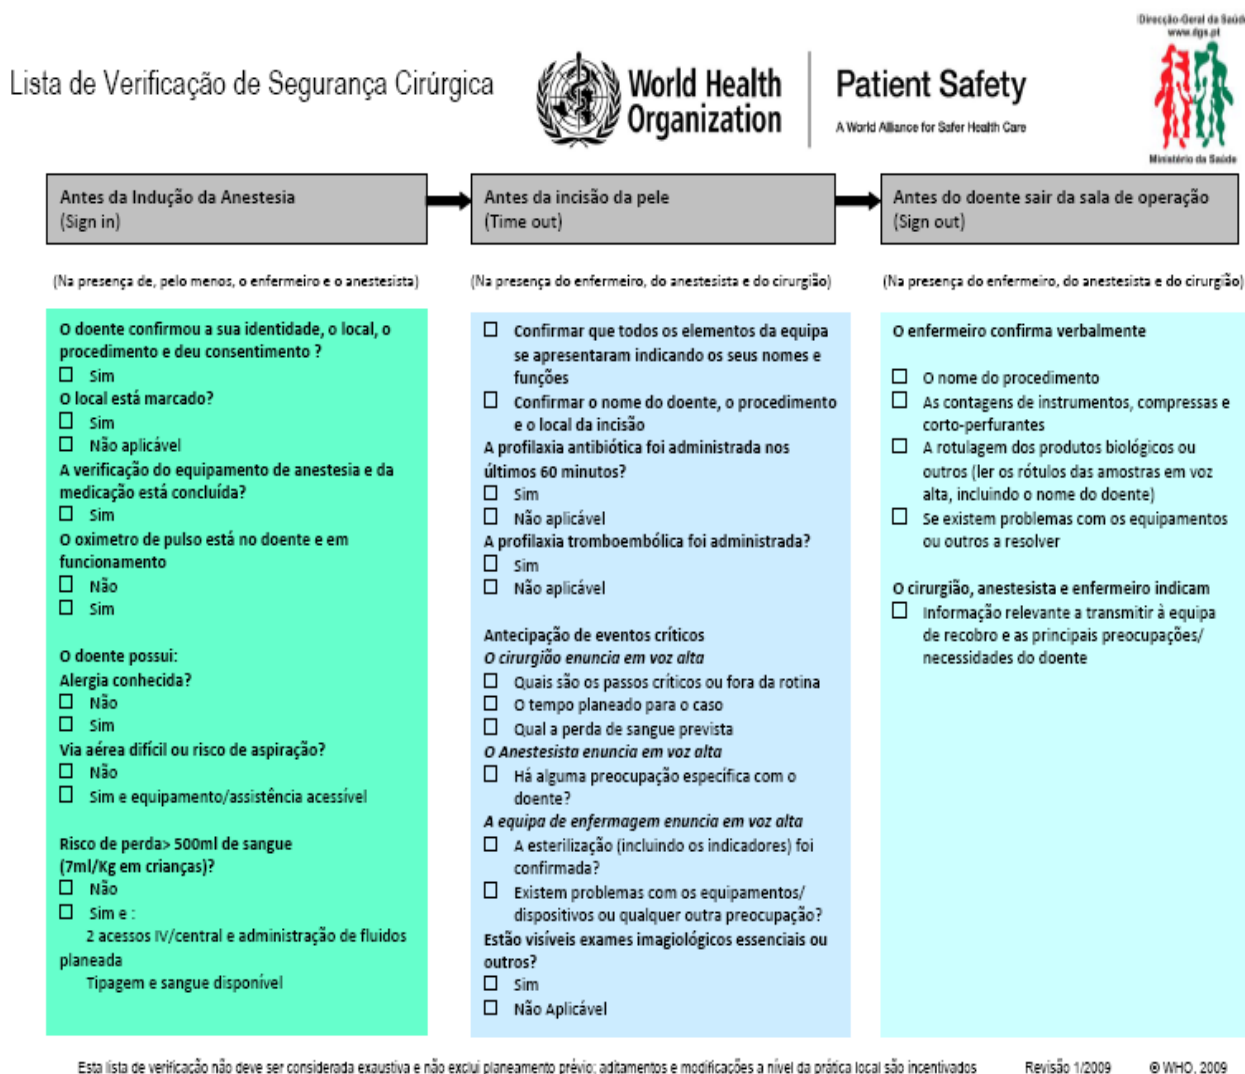 Direcção-Geral da Saúde
www.dgs.pt
Lista de Verificação de Segurança Cirúrgica
World Health
Organization
Patient Safety
A World Alliance for Safer Health Care
Ministério da Saúde
Antes da Indução da Anestesia
(Sign in)
(Na presença de, pelo menos, o enfermeiro e o anestesista)
O doente confirmou a sua identidade, o local, o
procedimento e deu consentimento ?
☐ Sim
O local está marcado?
☐ Sim
☐ Não aplicável
A verificação do equipamento de anestesia e da
medicação está concluída?
☐ Sim
O oximetro de pulso está no doente e em
funcionamento
☐ Não
☐ Sim
O doente possui:
Alergia conhecida?
☐ Não
☐ Sim
Via aérea difícil ou risco de aspiração?
☐ Não
☐ Sim e equipamento/assistência acessível
Risco de perda> 500ml de sangue
(7ml/Kg em crianças)?
☐ Não
☐ Sim e :
2 acessos IV/central e administração de fluidos
planeada
Tipagem e sangue disponível
Antes da incisão da pele
(Time out)
(Na presença do enfermeiro, do anestesista e do cirurgião)
☐ Confirmar que todos os elementos da equipa
se apresentaram indicando os seus nomes e
funções
☐ Confirmar o nome do doente, o procedimento
e o local da incisão
A profilaxia antibiótica foi administrada nos
últimos 60 minutos?
☐ Sim
☐ Não aplicável
A profilaxia tromboembólica foi administrada?
☐ Sim
☐ Não aplicável
Antecipação de eventos críticos
O cirurgião enuncia em voz alta
☐ Quais são os passos críticos ou fora da rotina
☐ O tempo planeado para o caso
☐ Qual a perda de sangue prevista
O Anestesista enuncia em voz alta
☐ Há alguma preocupação específica com o
doente?
A equipa de enfermagem enuncia em voz alta
☐ A esterilização (incluindo os indicadores) foi
confirmada?
☐ Existem problemas com os equipamentos/
dispositivos ou qualquer outra preocupação?
Estão visíveis exames imagiológicos essenciais ou
outros?
☐ Sim
☐ Não Aplicável
Antes do doente sair da sala de operação
(Sign out)
(Na presença do enfermeiro, do anestesista e do cirurgião)
O enfermeiro confirma verbalmente
☐ O nome do procedimento
☐ As contagens de instrumentos, compressas e
corto-perfurantes
☐ A rotulagem dos produtos biológicos ou
outros (ler os rótulos das amostras em voz
alta, incluindo o nome do doente)
☐ Se existem problemas com os equipamentos
ou outros a resolver
O cirurgião, anestesista e enfermeiro indicam
☐ Informação relevante a transmitir à equipa
de recobro e as principais preocupações/
necessidades do doente
Esta lista de verificação não deve ser considerada exaustiva e não exclui planeamento prévio; aditamentos e modificações a nível da prática local são incentivados
Revisão 1/2009
© WHO, 2009